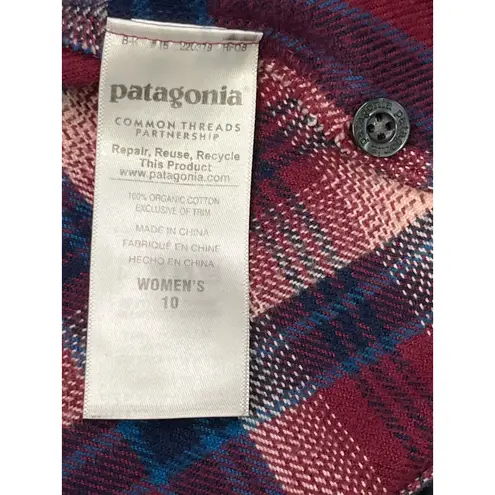 patagonia®
COMMON THREADS
PARTNERSHIP
Repair, Reuse, Recycle
This Product
www.patagonia.com
100% ORGANIC COTTON
EXCLUSIVE OF TRIM
MADE IN CHINA
FABRIQUÉ EN CHINE
HECHO EN CHINA
WOMEN'S
10